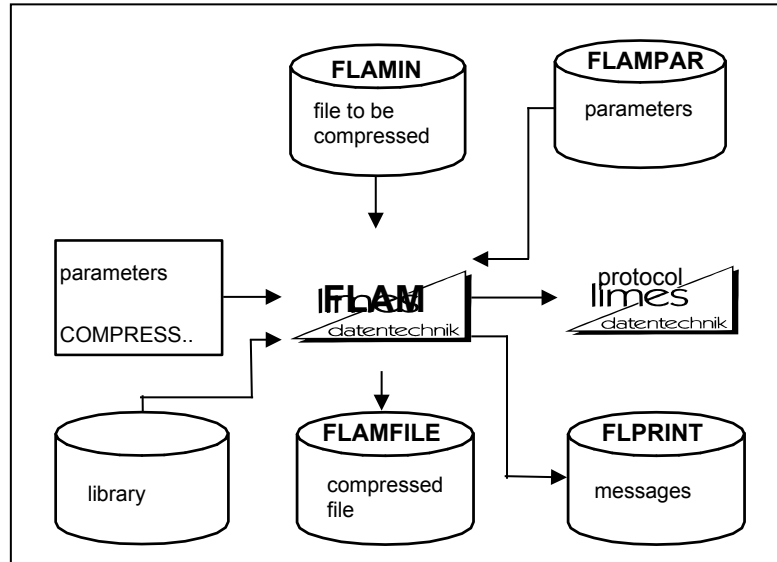 FLAMIN
file to be
compressed
FLAMPAR
parameters
parameters
COMPRESS..
FLAM
limes
datentechnik
protocol
limes
datentechnik
library
FLAMFILE
compressed
file
FLPRINT
messages